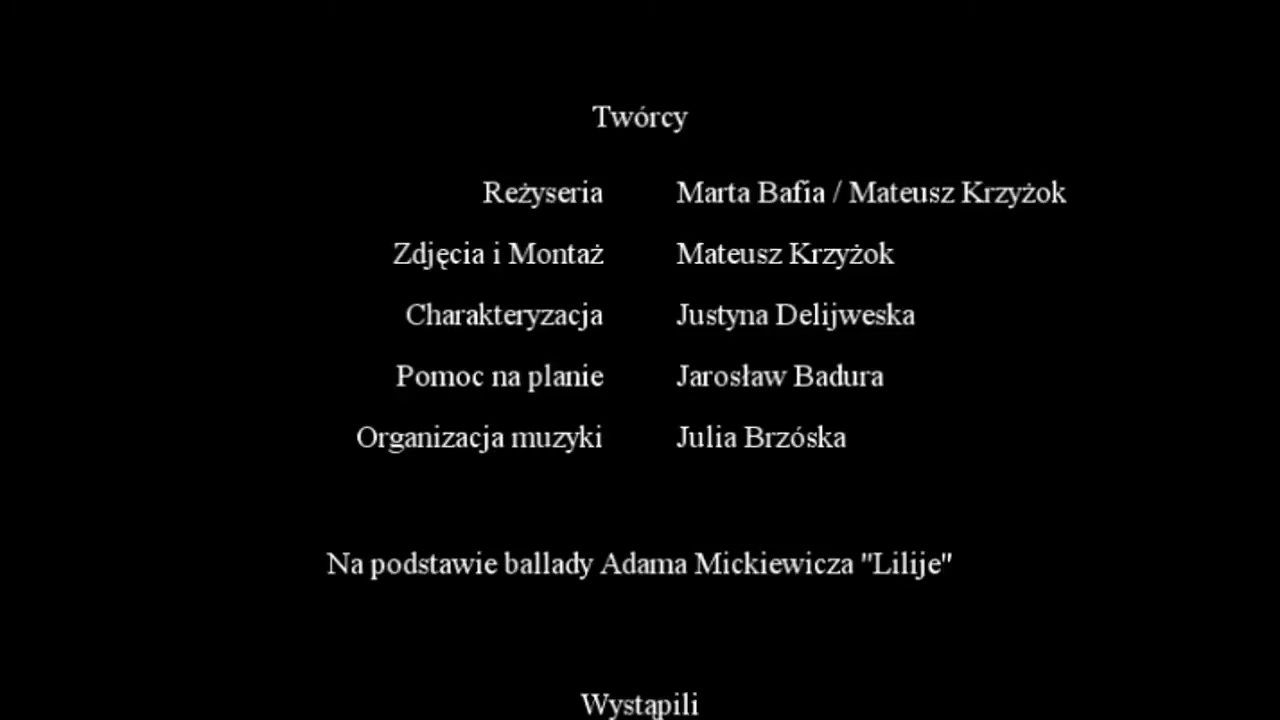 Twórcy
Reżyseria Marta Bafia / Mateusz Krzyżok
Zdjęcia i Montaż Mateusz Krzyżok
Charakteryzacja Justyna Delijweska
Pomoc na planie Jarosław Badura
Organizacja muzyki Julia Brzóska
Na podstawie ballady Adama Mickiewicza "Lilije"
Wystąpili